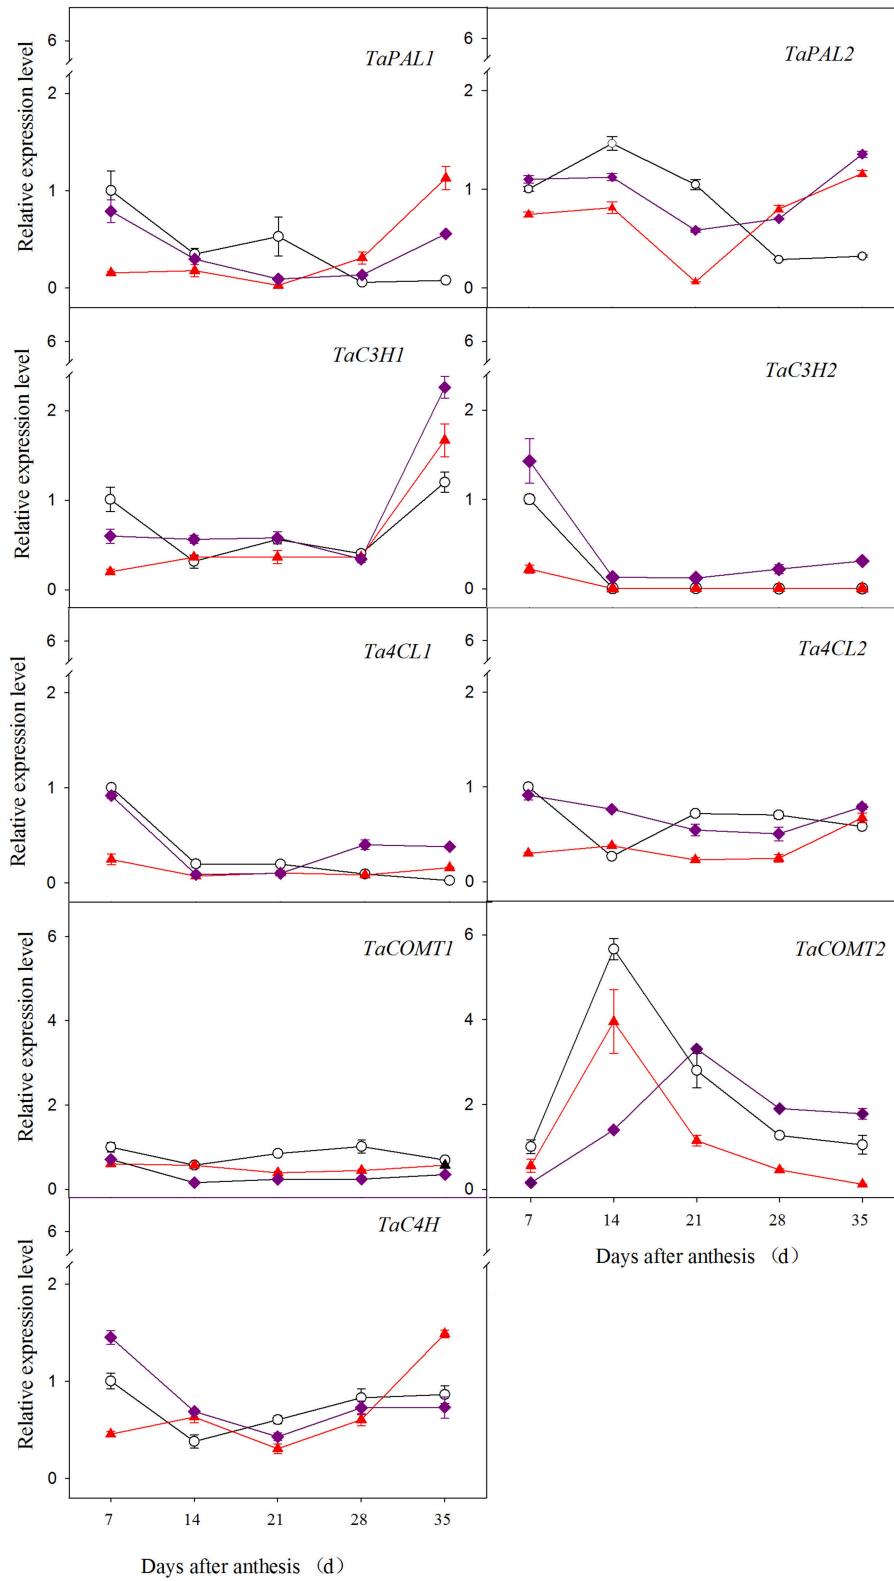 TaPAL1
Relative expression level
6
2
1
0
TaPAL2
6
2
1
0
TaC3H1
Relative expression level
6
2
1
0
TaC3H2
6
2
1
0
Ta4CL1
Relative expression level
6
2
1
0
Ta4CL2
6
2
1
0
TaCOMT1
Relative expression level
6
4
2
0
TaCOMT2
6
4
2
0
7 14 21 28 35
Days after anthesis (d)
TaC4H
Relative expression level
6
2
1
0
7 14 21 28 35
Days after anthesis (d)